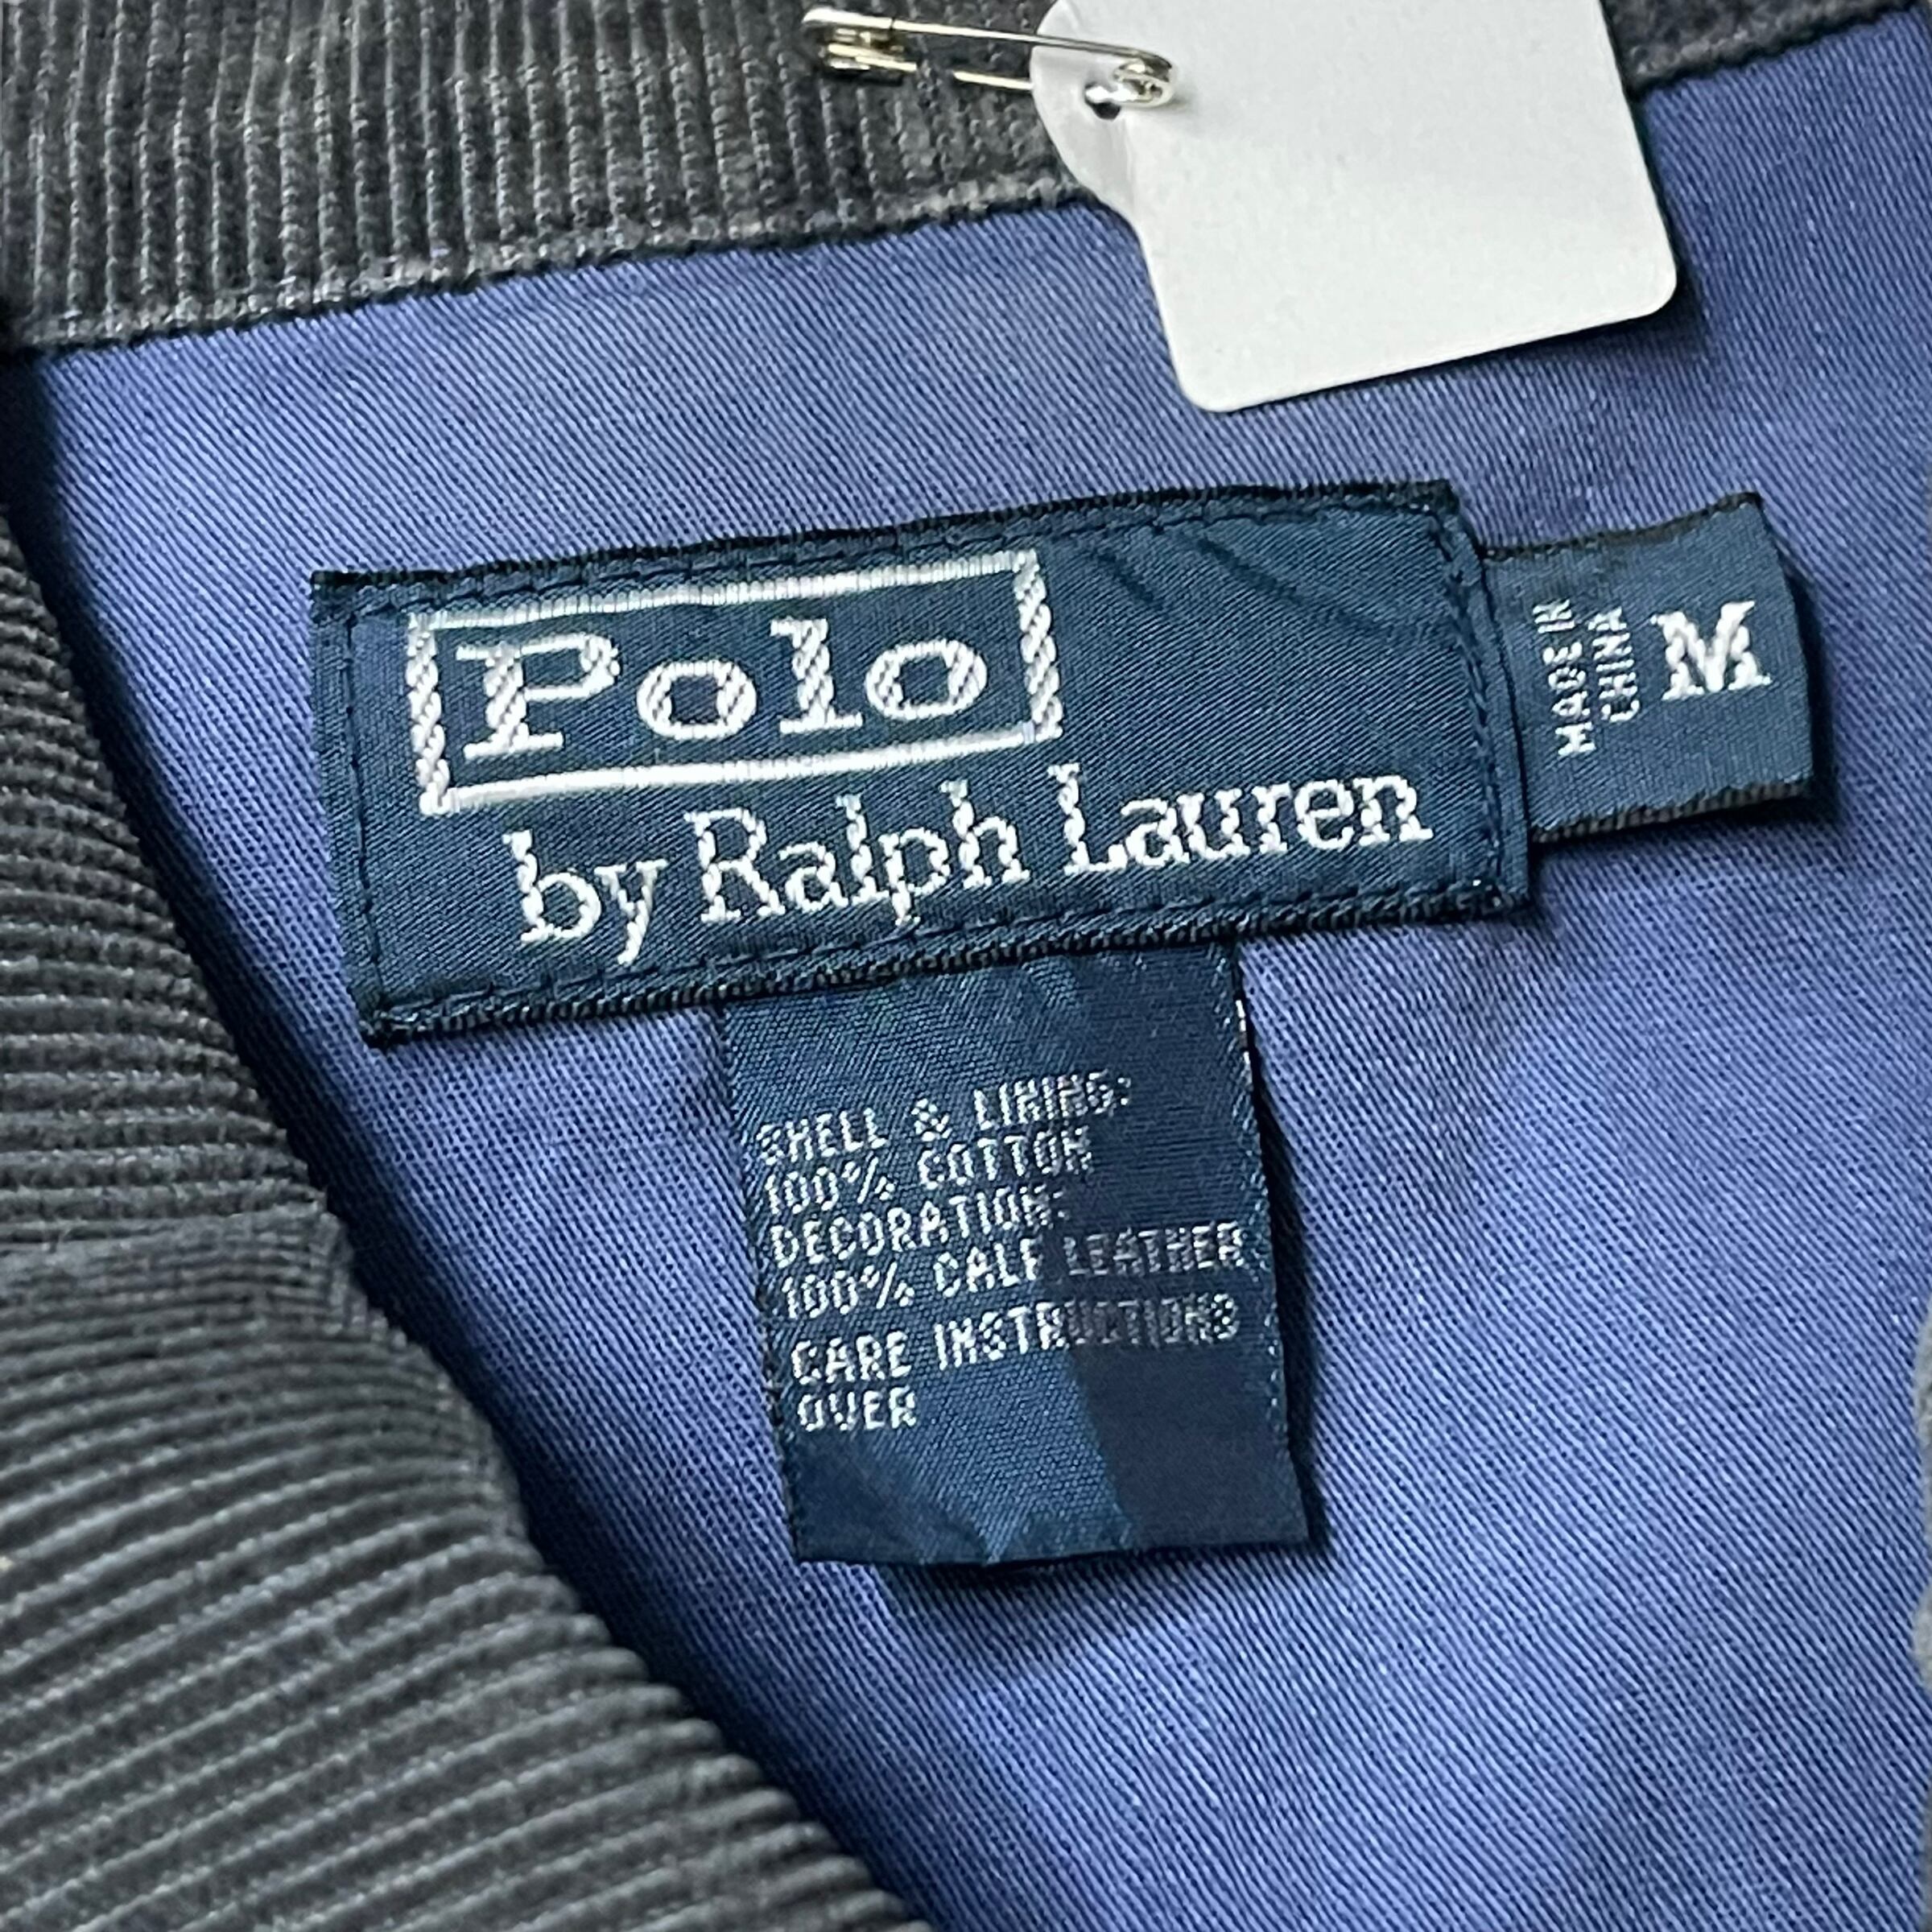 Polo
by Ralph Lauren
MADE IN
CHINA
M
SHELL & LINING:
100% COTTON
DECORATION:
100% CALF LEATHER
CARE INSTRUCTIONS
OVER